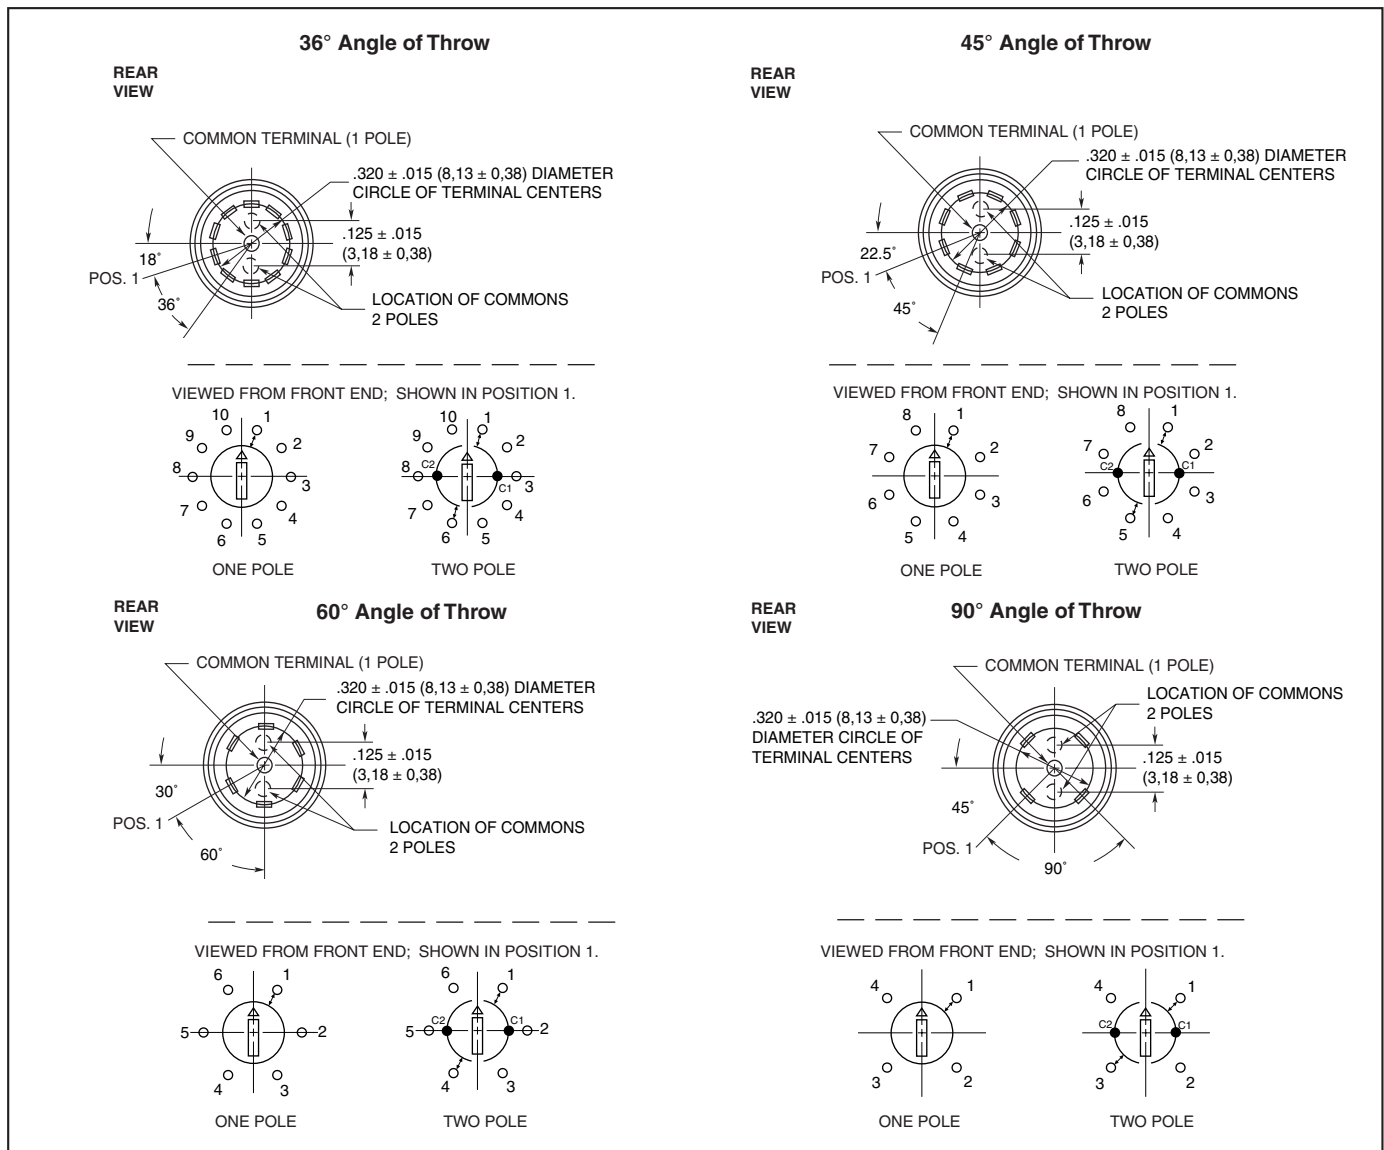 36° Angle of Throw
REAR
VIEW
COMMON TERMINAL (1 POLE)
.320 ± .015 (8,13 ± 0,38) DIAMETER
CIRCLE OF TERMINAL CENTERS
.125 ± .015
(3,18 ± 0,38)
18°
POS. 1
36°
LOCATION OF COMMONS
2 POLES
VIEWED FROM FRONT END; SHOWN IN POSITION 1.
10 1
9 2
8 3
7 4
6 5
ONE POLE
10 1
9 2
8 C2 C1 3
7 4
6 5
TWO POLE
45° Angle of Throw
REAR
VIEW
COMMON TERMINAL (1 POLE)
.320 ± .015 (8,13 ± 0,38) DIAMETER
CIRCLE OF TERMINAL CENTERS
.125 ± .015
(3,18 ± 0,38)
22.5°
POS. 1
45°
LOCATION OF COMMONS
2 POLES
VIEWED FROM FRONT END; SHOWN IN POSITION 1.
8 1
7 2
6 3
5 4
ONE POLE
8 1
7 2
C2 C1
6 3
5 4
TWO POLE
60° Angle of Throw
REAR
VIEW
COMMON TERMINAL (1 POLE)
.320 ± .015 (8,13 ± 0,38) DIAMETER
CIRCLE OF TERMINAL CENTERS
.125 ± .015
(3,18 ± 0,38)
30°
POS. 1
60°
LOCATION OF COMMONS
2 POLES
VIEWED FROM FRONT END; SHOWN IN POSITION 1.
6 1
5 2
4 3
ONE POLE
6 1
5 C2 C1 2
4 3
TWO POLE
90° Angle of Throw
REAR
VIEW
COMMON TERMINAL (1 POLE)
LOCATION OF COMMONS
2 POLES
.320 ± .015 (8,13 ± 0,38)
DIAMETER CIRCLE OF
TERMINAL CENTERS
.125 ± .015
(3,18 ± 0,38)
45°
POS. 1
90°
VIEWED FROM FRONT END; SHOWN IN POSITION 1.
4 1
3 2
ONE POLE
4 1
C2 C1
3 2
TWO POLE